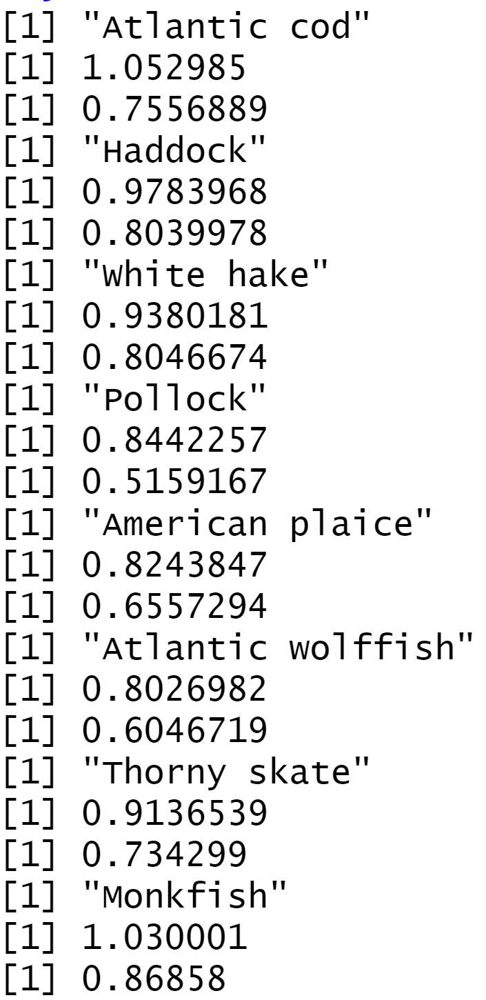 [1] "Atlantic cod"
[1] 1.052985
[1] 0.7556889
[1] "Haddock"
[1] 0.9783968
[1] 0.8039978
[1] "White hake"
[1] 0.9380181
[1] 0.8046674
[1] "Pollock"
[1] 0.8442257
[1] 0.5159167
[1] "American plaice"
[1] 0.8243847
[1] 0.6557294
[1] "Atlantic wolffish"
[1] 0.8026982
[1] 0.6046719
[1] "Thorny skate"
[1] 0.9136539
[1] 0.734299
[1] "Monkfish"
[1] 1.030001
[1] 0.86858